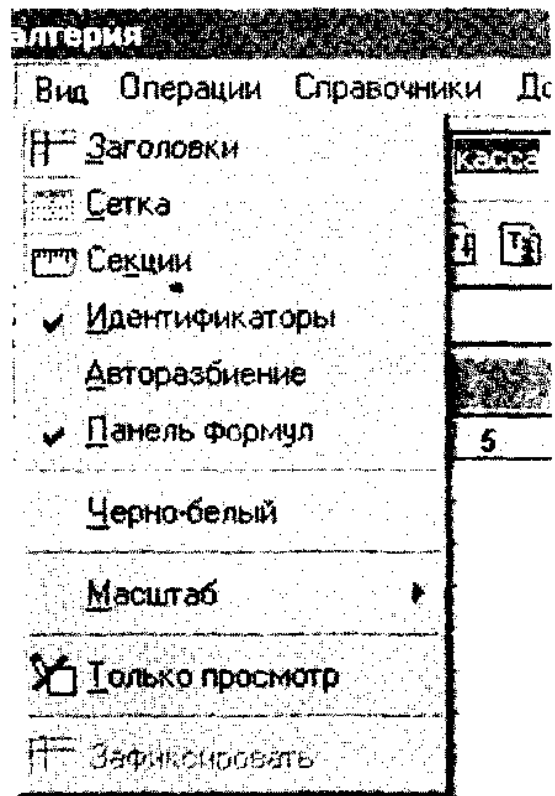 алтерия
Вид Операции Справочники До
Заголовки
касса
Сетка
Секции
Идентификаторы
Авторазбиение
Панель формул
5
Черно-белый
Масштаб
Только просмотр
Зафиксировать